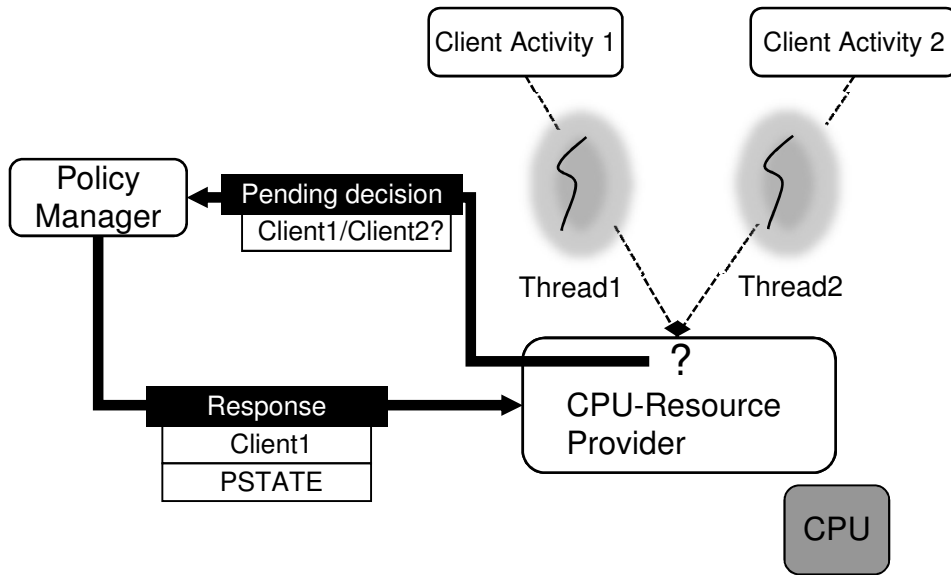 Client Activity 1
Client Activity 2
Policy
Manager
Pending decision
Client1/Client2?
Thread1
Thread2
?
CPU-Resource
Provider
Response
Client1
PSTATE
CPU